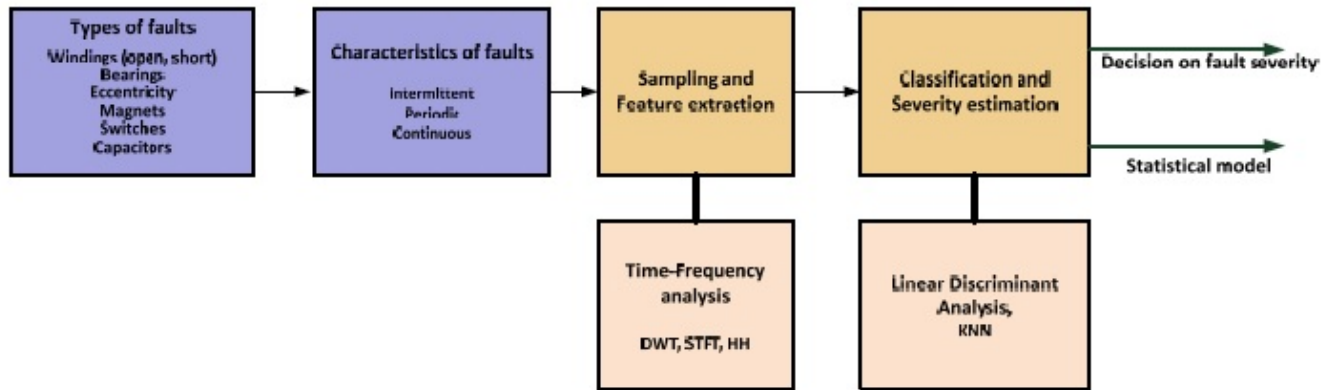 Types of faults
Windings (open, short)
Bearings
Eccentricity
Magnets
Switches
Capacitors
Characteristics of faults
Intermittent
Periodic
Continuous
Sampling and
Feature extraction
Classification and
Severity estimation
Decision on fault severity
Statistical model
Time-Frequency
analysis
DWT, STFT, HH
Linear Discriminant
Analysis,
KNN